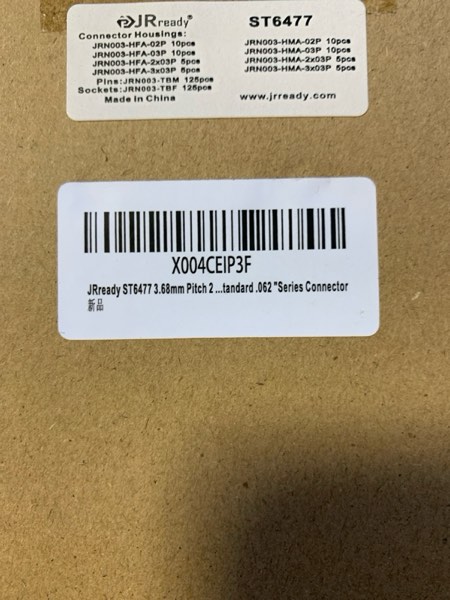 JRready ST6477
Connector Housings:
JRN003-HFA-02P 10pcs JRN003-HMA-02P 10pcs
JRN003-HFA-03P 10pcs JRN003-HMA-03P 10pcs
JRN003-HFA-2x03P 5pcs JRN003-HMA-2x03P 5pcs
JRN003-HFA-3x03P 5pcs JRN003-HMA-3x03P 5pcs
Pins:JRN003-TBM 125pcs
Sockets:JRN003-TBF 125pcs
Made In China www.jrready.com
X004CEIP3F
JRready ST6477 3.68mm Pitch 2 ...tandard .062 "Series Connector
新品